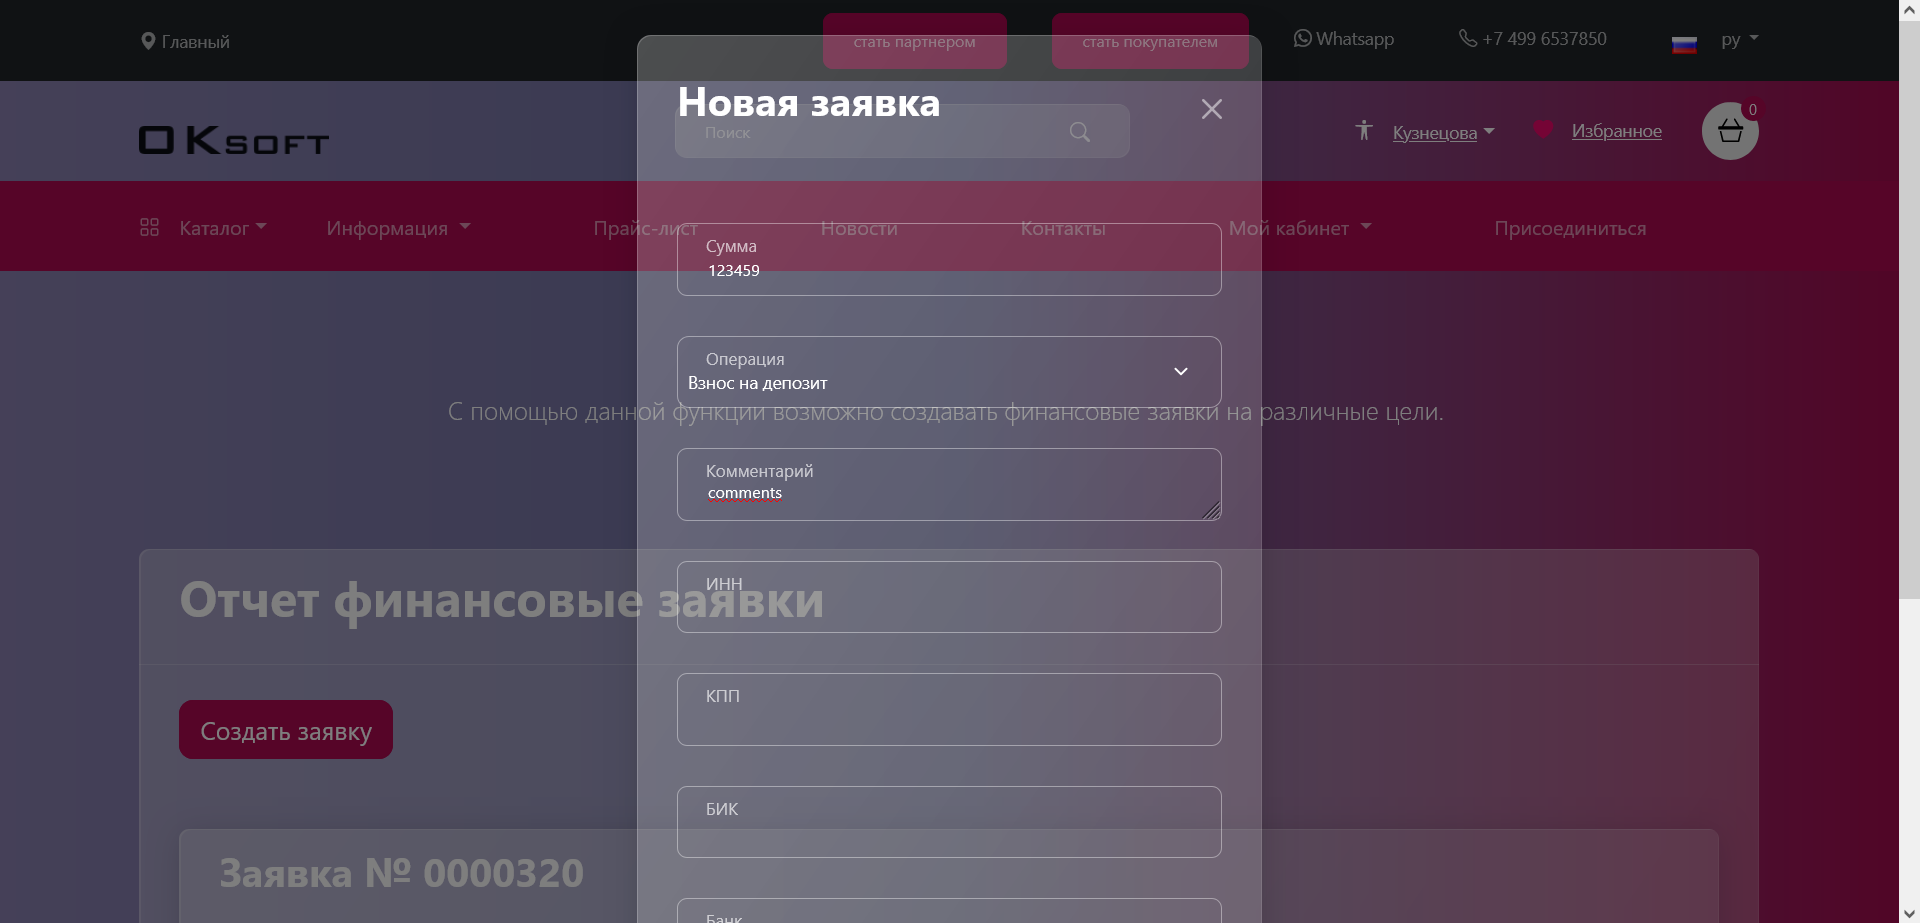 Главный
стать партнером
стать покупателем
Whatsapp
+7 499 6537850
ру
Новая заявка
OKSOFT
Поиск
Кузнецова
Избранное
0
Каталог
Информация
Прайс-лист
Новости
Контакты
Мой кабинет
Присоединиться
Сумма
123459
Операция
Взнос на депозит
С помощью данной функции возможно создавать финансовые заявки на различные цели.
Комментарий
comments
ИНН
Отчет финансовые заявки
КПП
Создать заявку
БИК
Заявка № 0000320
Банк